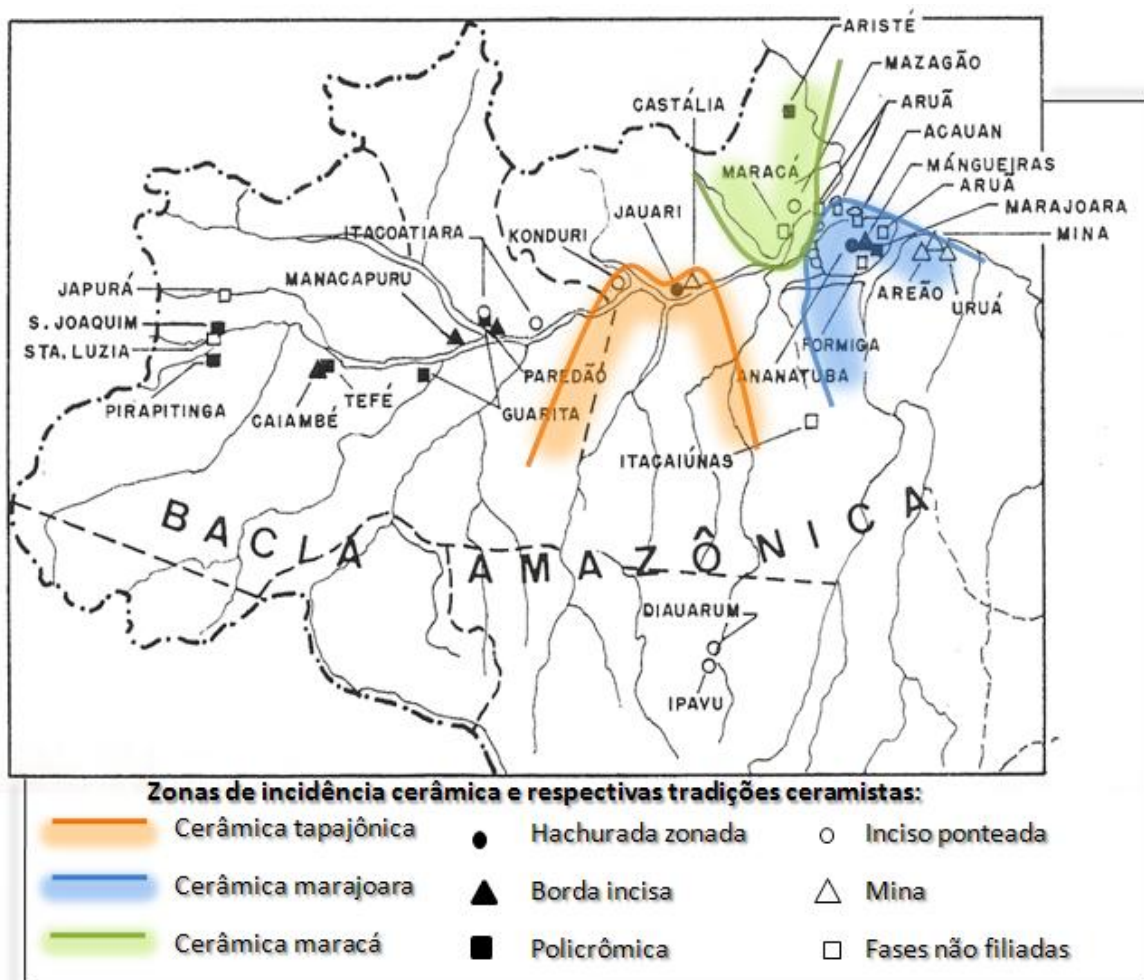 ARISTÉ
MAZAGÃO
CASTÁLIA
ARUÃ
ACAUAN
MARACÁ
MÁNGUEIRAS
ARUÃ
JAUARI
MARAJOARA
ITACOATIARA
KONDURI
MINA
MANACAPURU
JAPURÁ
AREÃO
URUÁ
S. JOAQUIM
STA. LUZIA
FORMIGA
PAREDÃO
ANANATUBA
PIRAPITINGA
CAIAMBÉ
TEFÉ
GUARITA
ITACAIÚNAS
BACIA AMAZÔNICA
DIAUARUM
IPAVU
Zonas de incidência cerâmica e respectivas tradições ceramistas:
Cerâmica tapajônica
Hachurada zonada
Inciso ponteada
Cerâmica marajoara
Borda incisa
Mina
Cerâmica maracá
Policrômica
Fases não filiadas